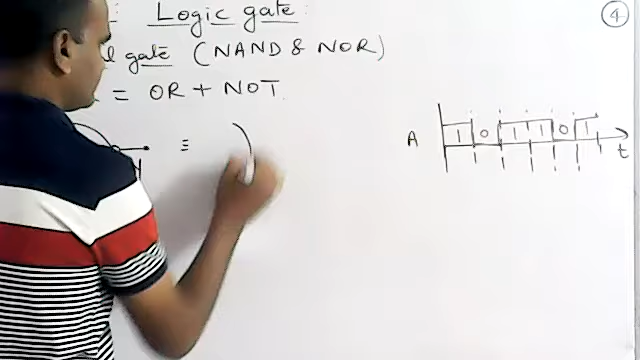 : Logic gate:
④
gate (NAND & NOR)
= OR + NOT.
≡
A 1 0 1 1 0 1 t